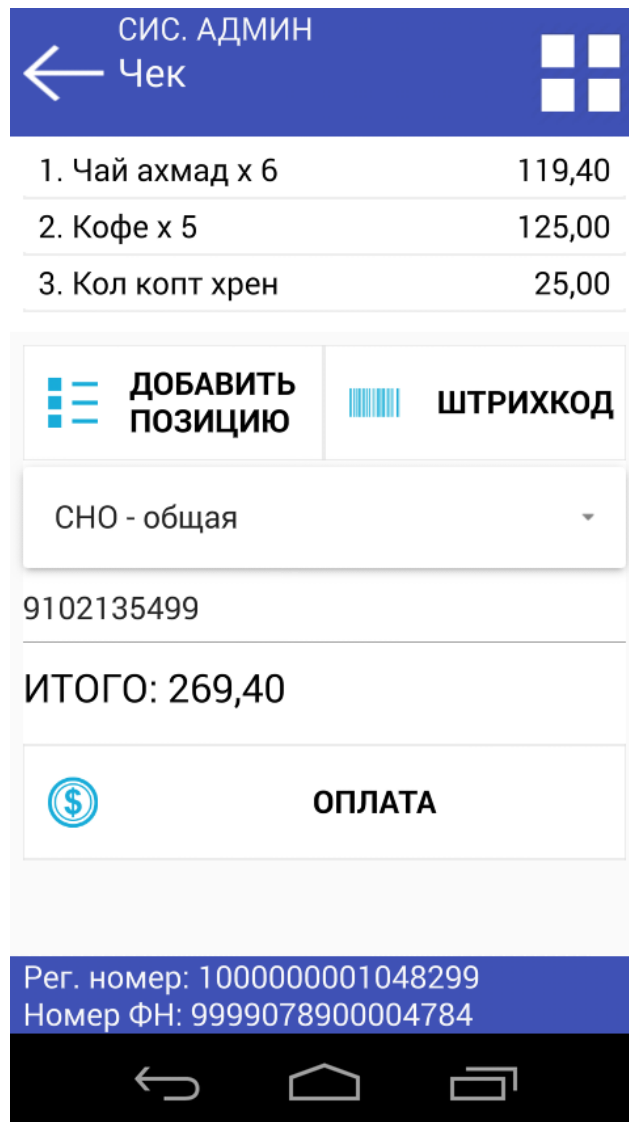 СИС. АДМИН
Чек
1. Чай ахмад x 6 119,40
2. Кофе x 5 125,00
3. Кол копт хрен 25,00
ДОБАВИТЬ
ПОЗИЦИЮ
ШТРИХКОД
СНО - общая
9102135499
ИТОГО: 269,40
ОПЛАТА
Рег. номер: 1000000001048299
Номер ФН: 9999078900004784